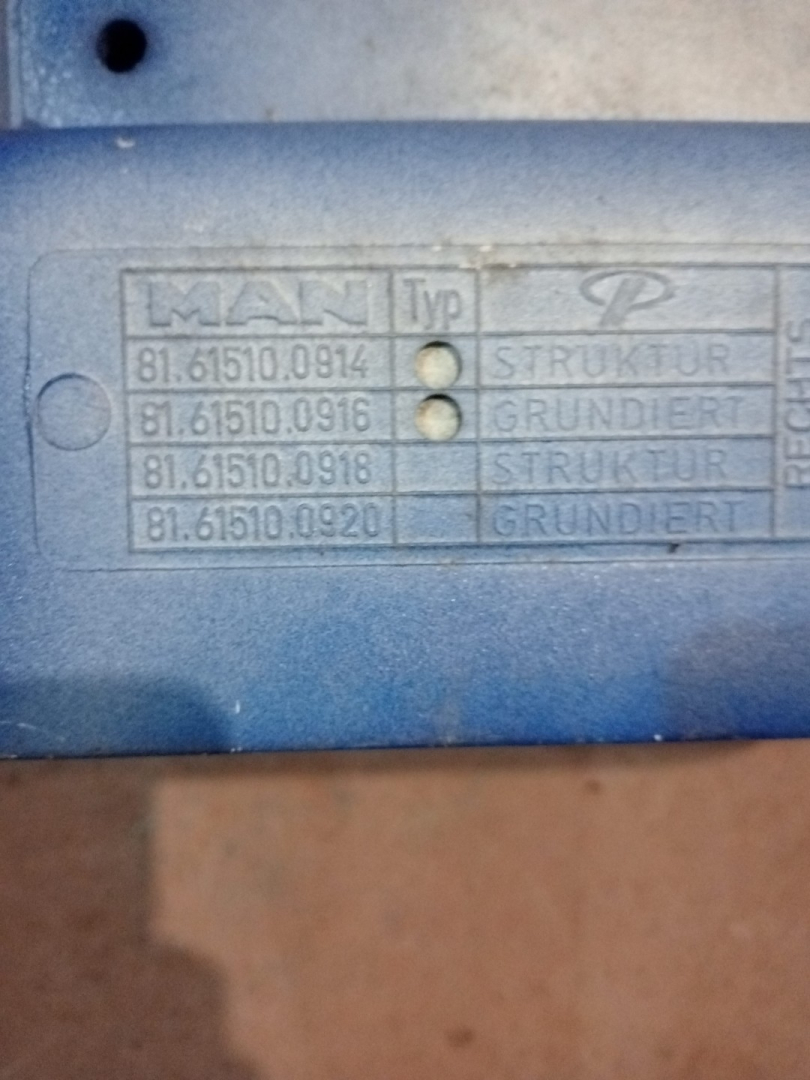 MAN Typ
81.61510.0914 STRUKTUR
81.61510.0916 GRUNDIERT
81.61510.0918 STRUKTUR
81.61510.0920 GRUNDIERT
RECHTS